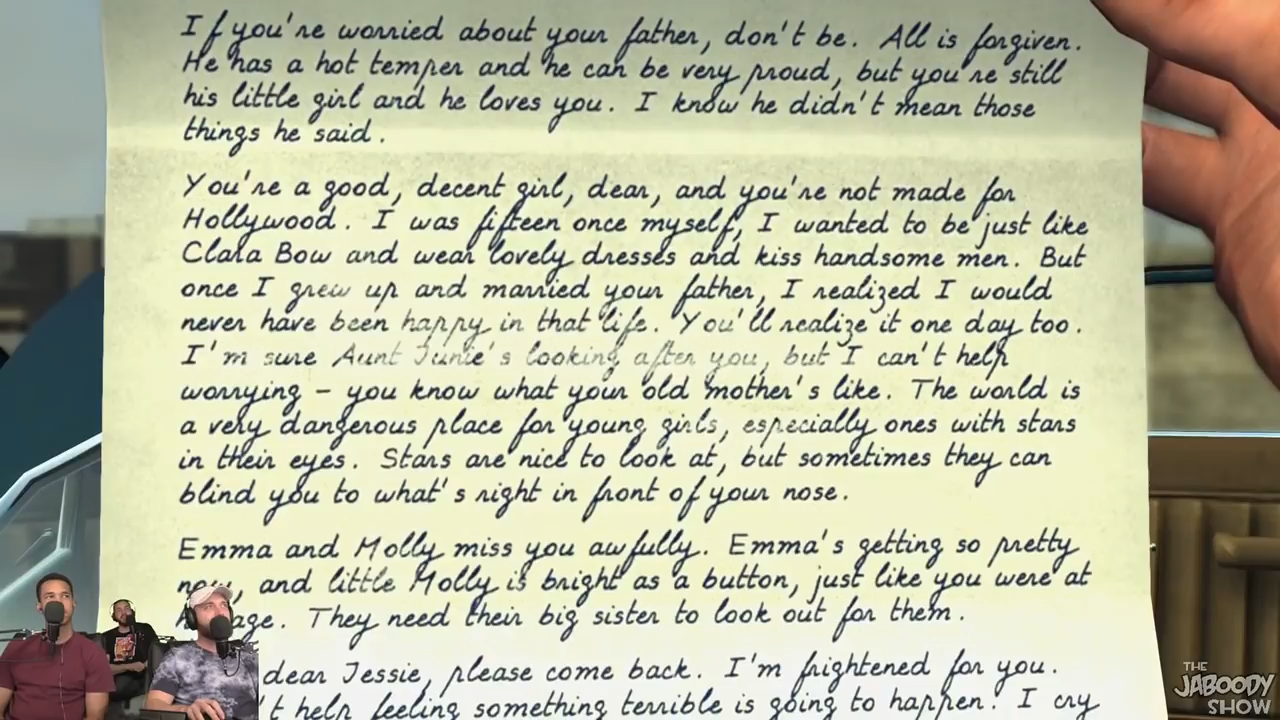 If you're worried about your father, don't be. All is forgiven.
He has a hot temper and he can be very proud, but you're still
his little girl and he loves you. I know he didn't mean those
things he said.
You're a good, decent girl, dear, and you're not made for
Hollywood. I was fifteen once myself, I wanted to be just like
Clara Bow and wear lovely dresses and kiss handsome men. But
once I grew up and married your father, I realized I would
never have been happy in that life. You'll realize it one day too.
I'm sure Aunt Junie's looking after you, but I can't help
worrying – you know what your old mother's like. The world is
a very dangerous place for young girls, especially ones with stars
in their eyes. Stars are nice to look at, but sometimes they can
blind you to what's right in front of your nose.
Emma and Molly miss you awfully. Emma's getting so pretty
now, and little Molly is bright as a button, just like you were at
age. They need their big sister to look out for them.
dear Jessie, please come back. I'm frightened for you.
't help feeling something terrible is going to happen. I cry
THE
JABOODY
SHOW